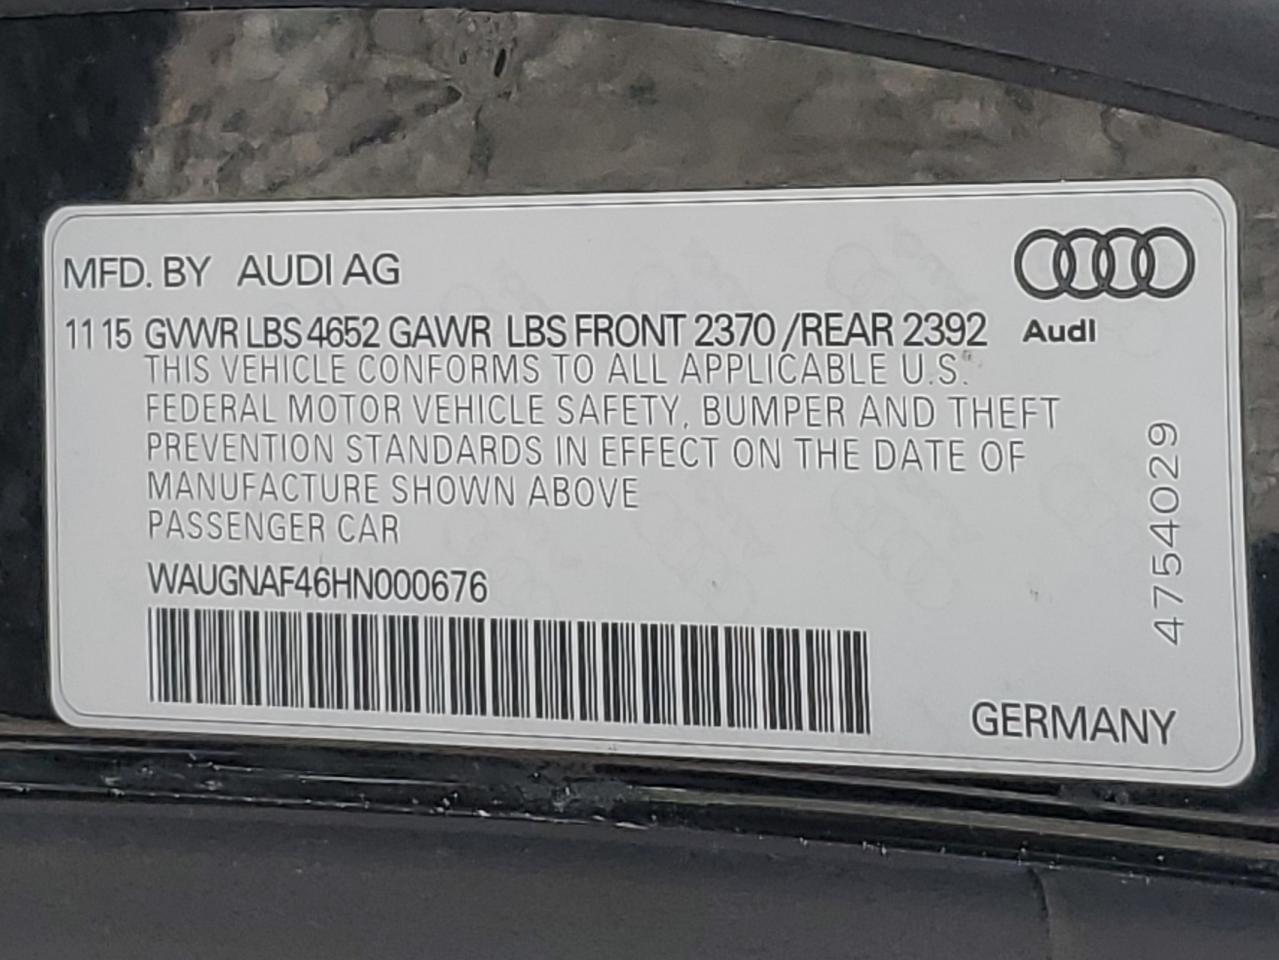 MFD. BY AUDI AG
11 15 GVWR LBS 4652 GAWR LBS FRONT 2370 /REAR 2392
Audi
THIS VEHICLE CONFORMS TO ALL APPLICABLE U.S.
FEDERAL MOTOR VEHICLE SAFETY, BUMPER AND THEFT
PREVENTION STANDARDS IN EFFECT ON THE DATE OF
MANUFACTURE SHOWN ABOVE
PASSENGER CAR
WAUGNAF46HN000676
4754029
GERMANY